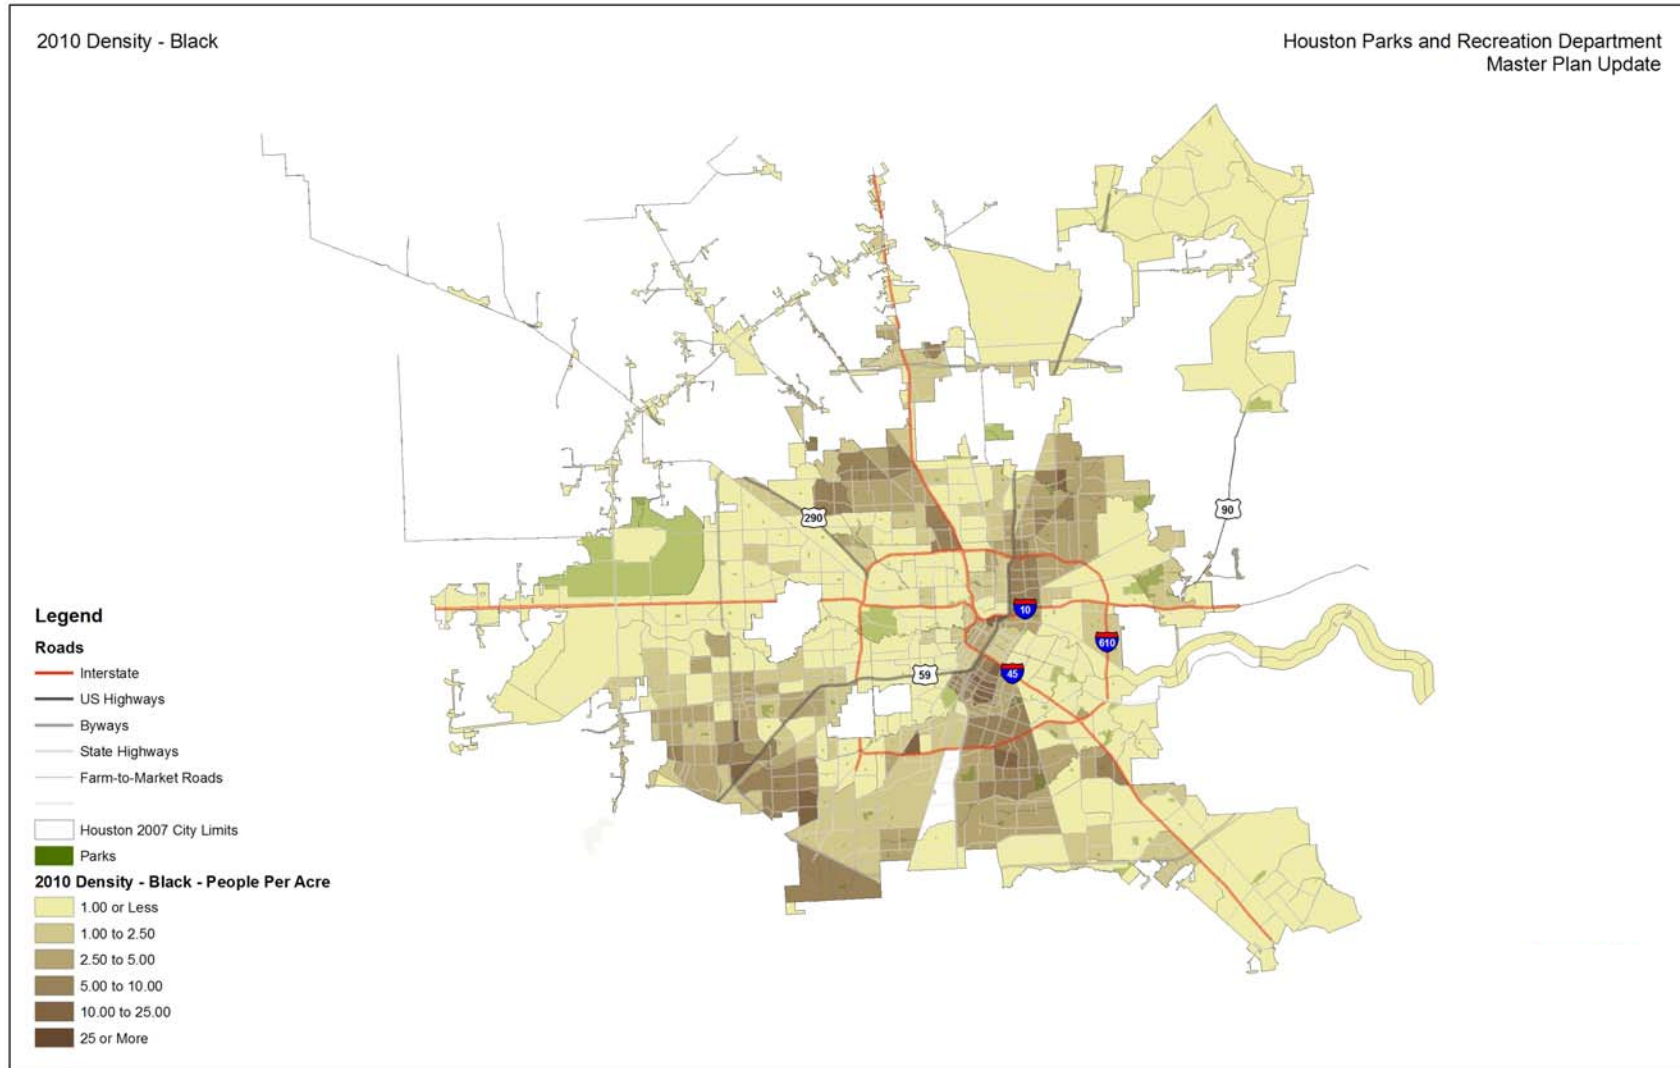 2010 Density - Black
Houston Parks and Recreation Department
Master Plan Update
290
90
10
610
59
45
Legend
Roads
Interstate
US Highways
Byways
State Highways
Farm-to-Market Roads
Houston 2007 City Limits
Parks
2010 Density - Black - People Per Acre
1.00 or Less
1.00 to 2.50
2.50 to 5.00
5.00 to 10.00
10.00 to 25.00
25 or More